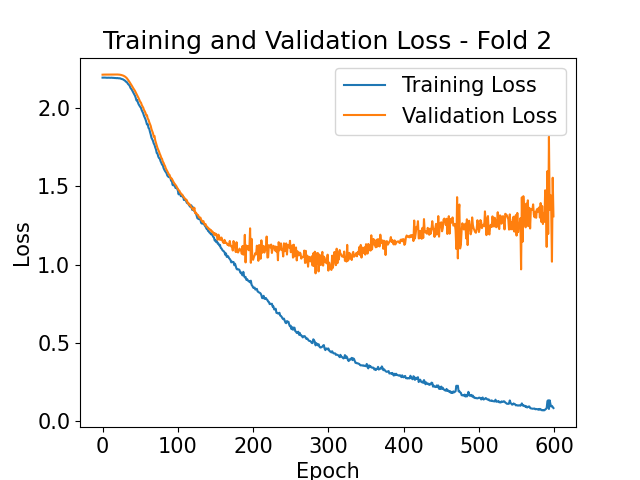 Training and Validation Loss - Fold 2
Training Loss
Validation Loss
2.0
1.5
1.0
0.5
0.0
Loss
0 100 200 300 400 500 600
Epoch